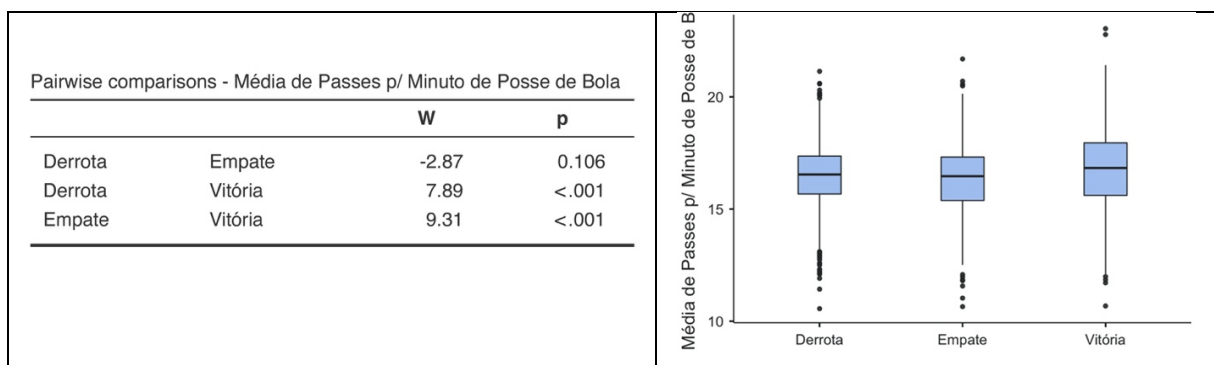 Pairwise comparisons - Média de Passes p/ Minuto de Posse de Bola
W p
Derrota Empate -2.87 0.106
Derrota Vitória 7.89 <.001
Empate Vitória 9.31 <.001
Média de Passes p/ Minuto de Posse de B
20
15
10
Derrota Empate Vitória